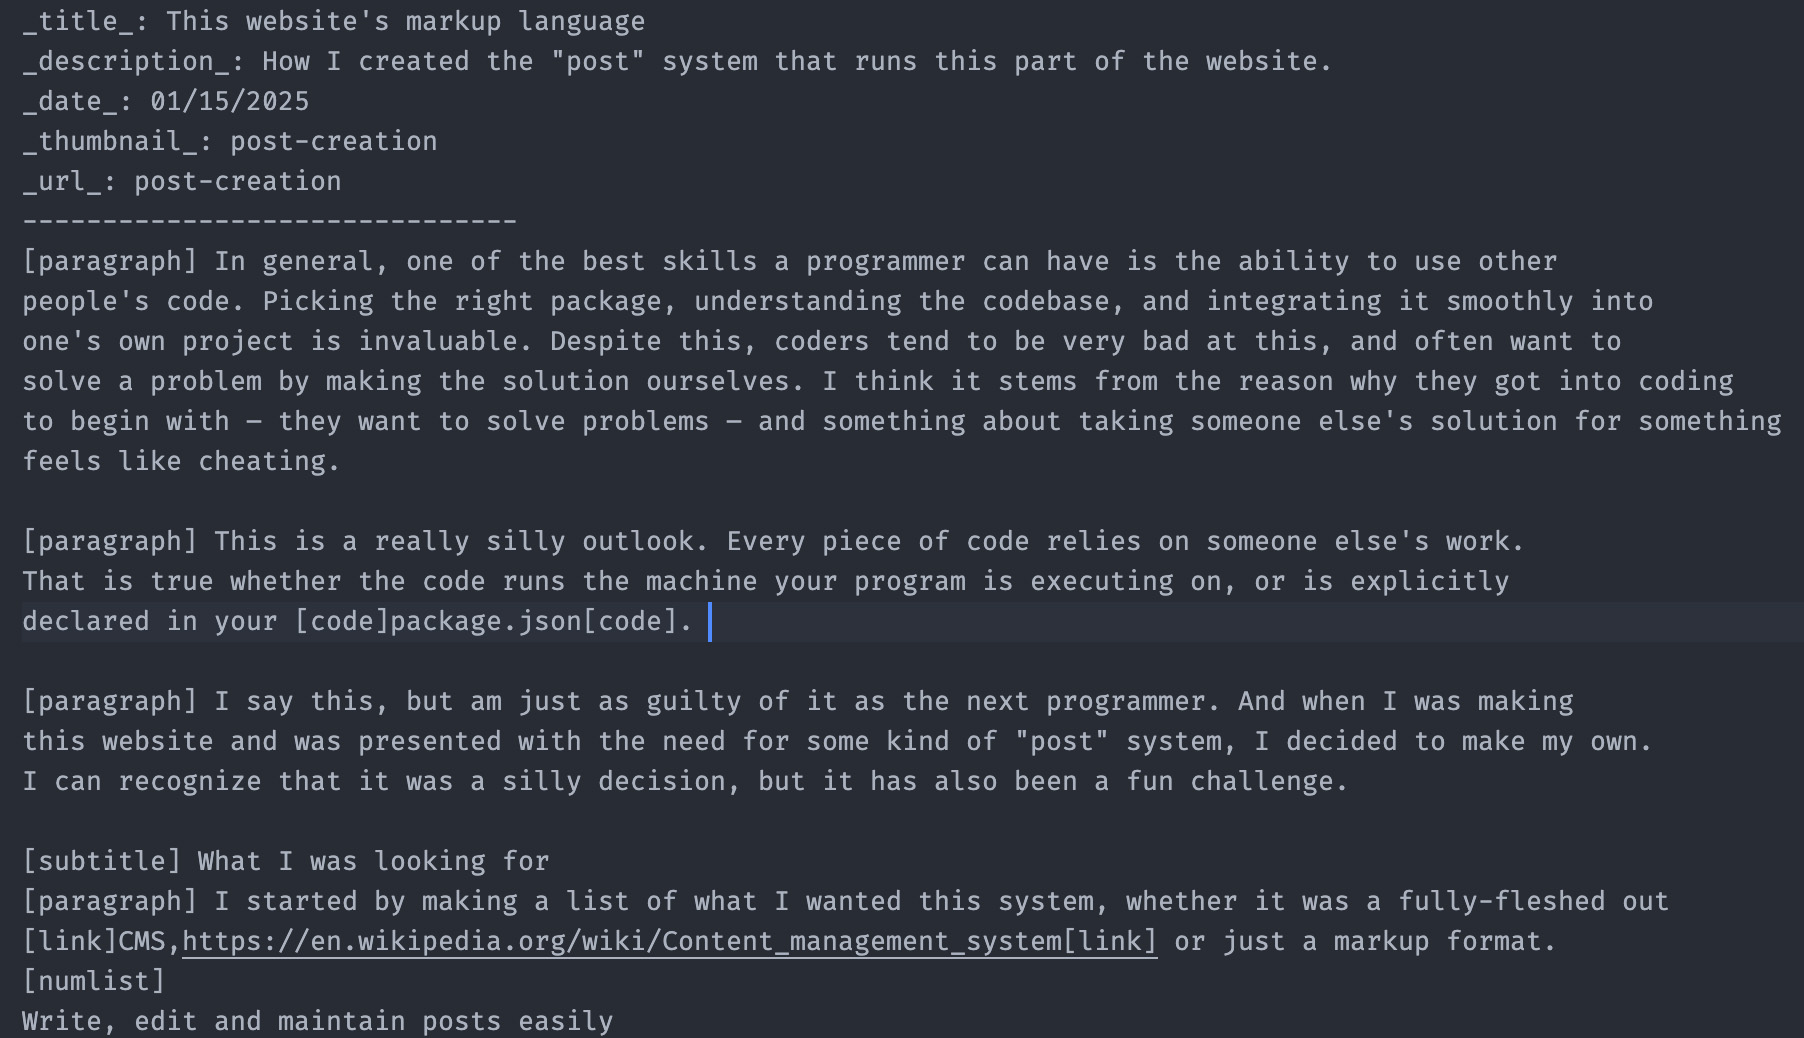 _title_: This website's markup language
_description_: How I created the "post" system that runs this part of the website.
_date_: 01/15/2025
_thumbnail_: post-creation
_url_: post-creation
-------------------------------
[paragraph] In general, one of the best skills a programmer can have is the ability to use other
people's code. Picking the right package, understanding the codebase, and integrating it smoothly into
one's own project is invaluable. Despite this, coders tend to be very bad at this, and often want to
solve a problem by making the solution ourselves. I think it stems from the reason why they got into coding
to begin with — they want to solve problems — and something about taking someone else's solution for something
feels like cheating.

[paragraph] This is a really silly outlook. Every piece of code relies on someone else's work.
That is true whether the code runs the machine your program is executing on, or is explicitly
declared in your [code]package.json[code].

[paragraph] I say this, but am just as guilty of it as the next programmer. And when I was making
this website and was presented with the need for some kind of "post" system, I decided to make my own.
I can recognize that it was a silly decision, but it has also been a fun challenge.

[subtitle] What I was looking for
[paragraph] I started by making a list of what I wanted this system, whether it was a fully-fleshed out
[link]CMS,https://en.wikipedia.org/wiki/Content_management_system[link] or just a markup format.
[numlist]
Write, edit and maintain posts easily